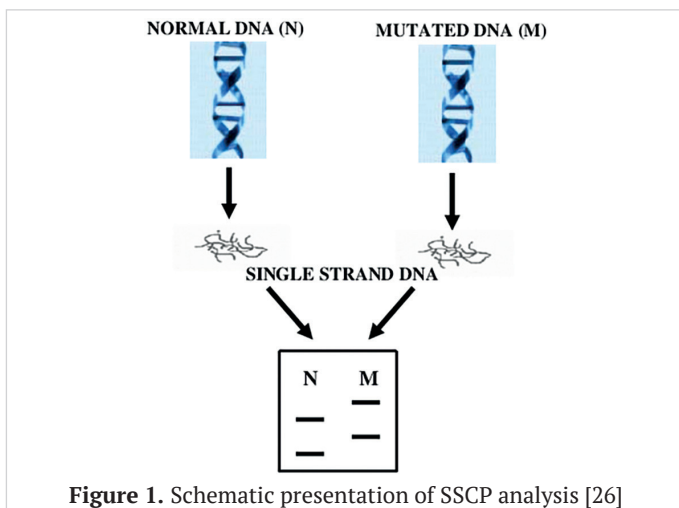 NORMAL DNA (N) MUTATED DNA (M)
SINGLE STRAND DNA
N M
Figure 1. Schematic presentation of SSCP analysis [26]